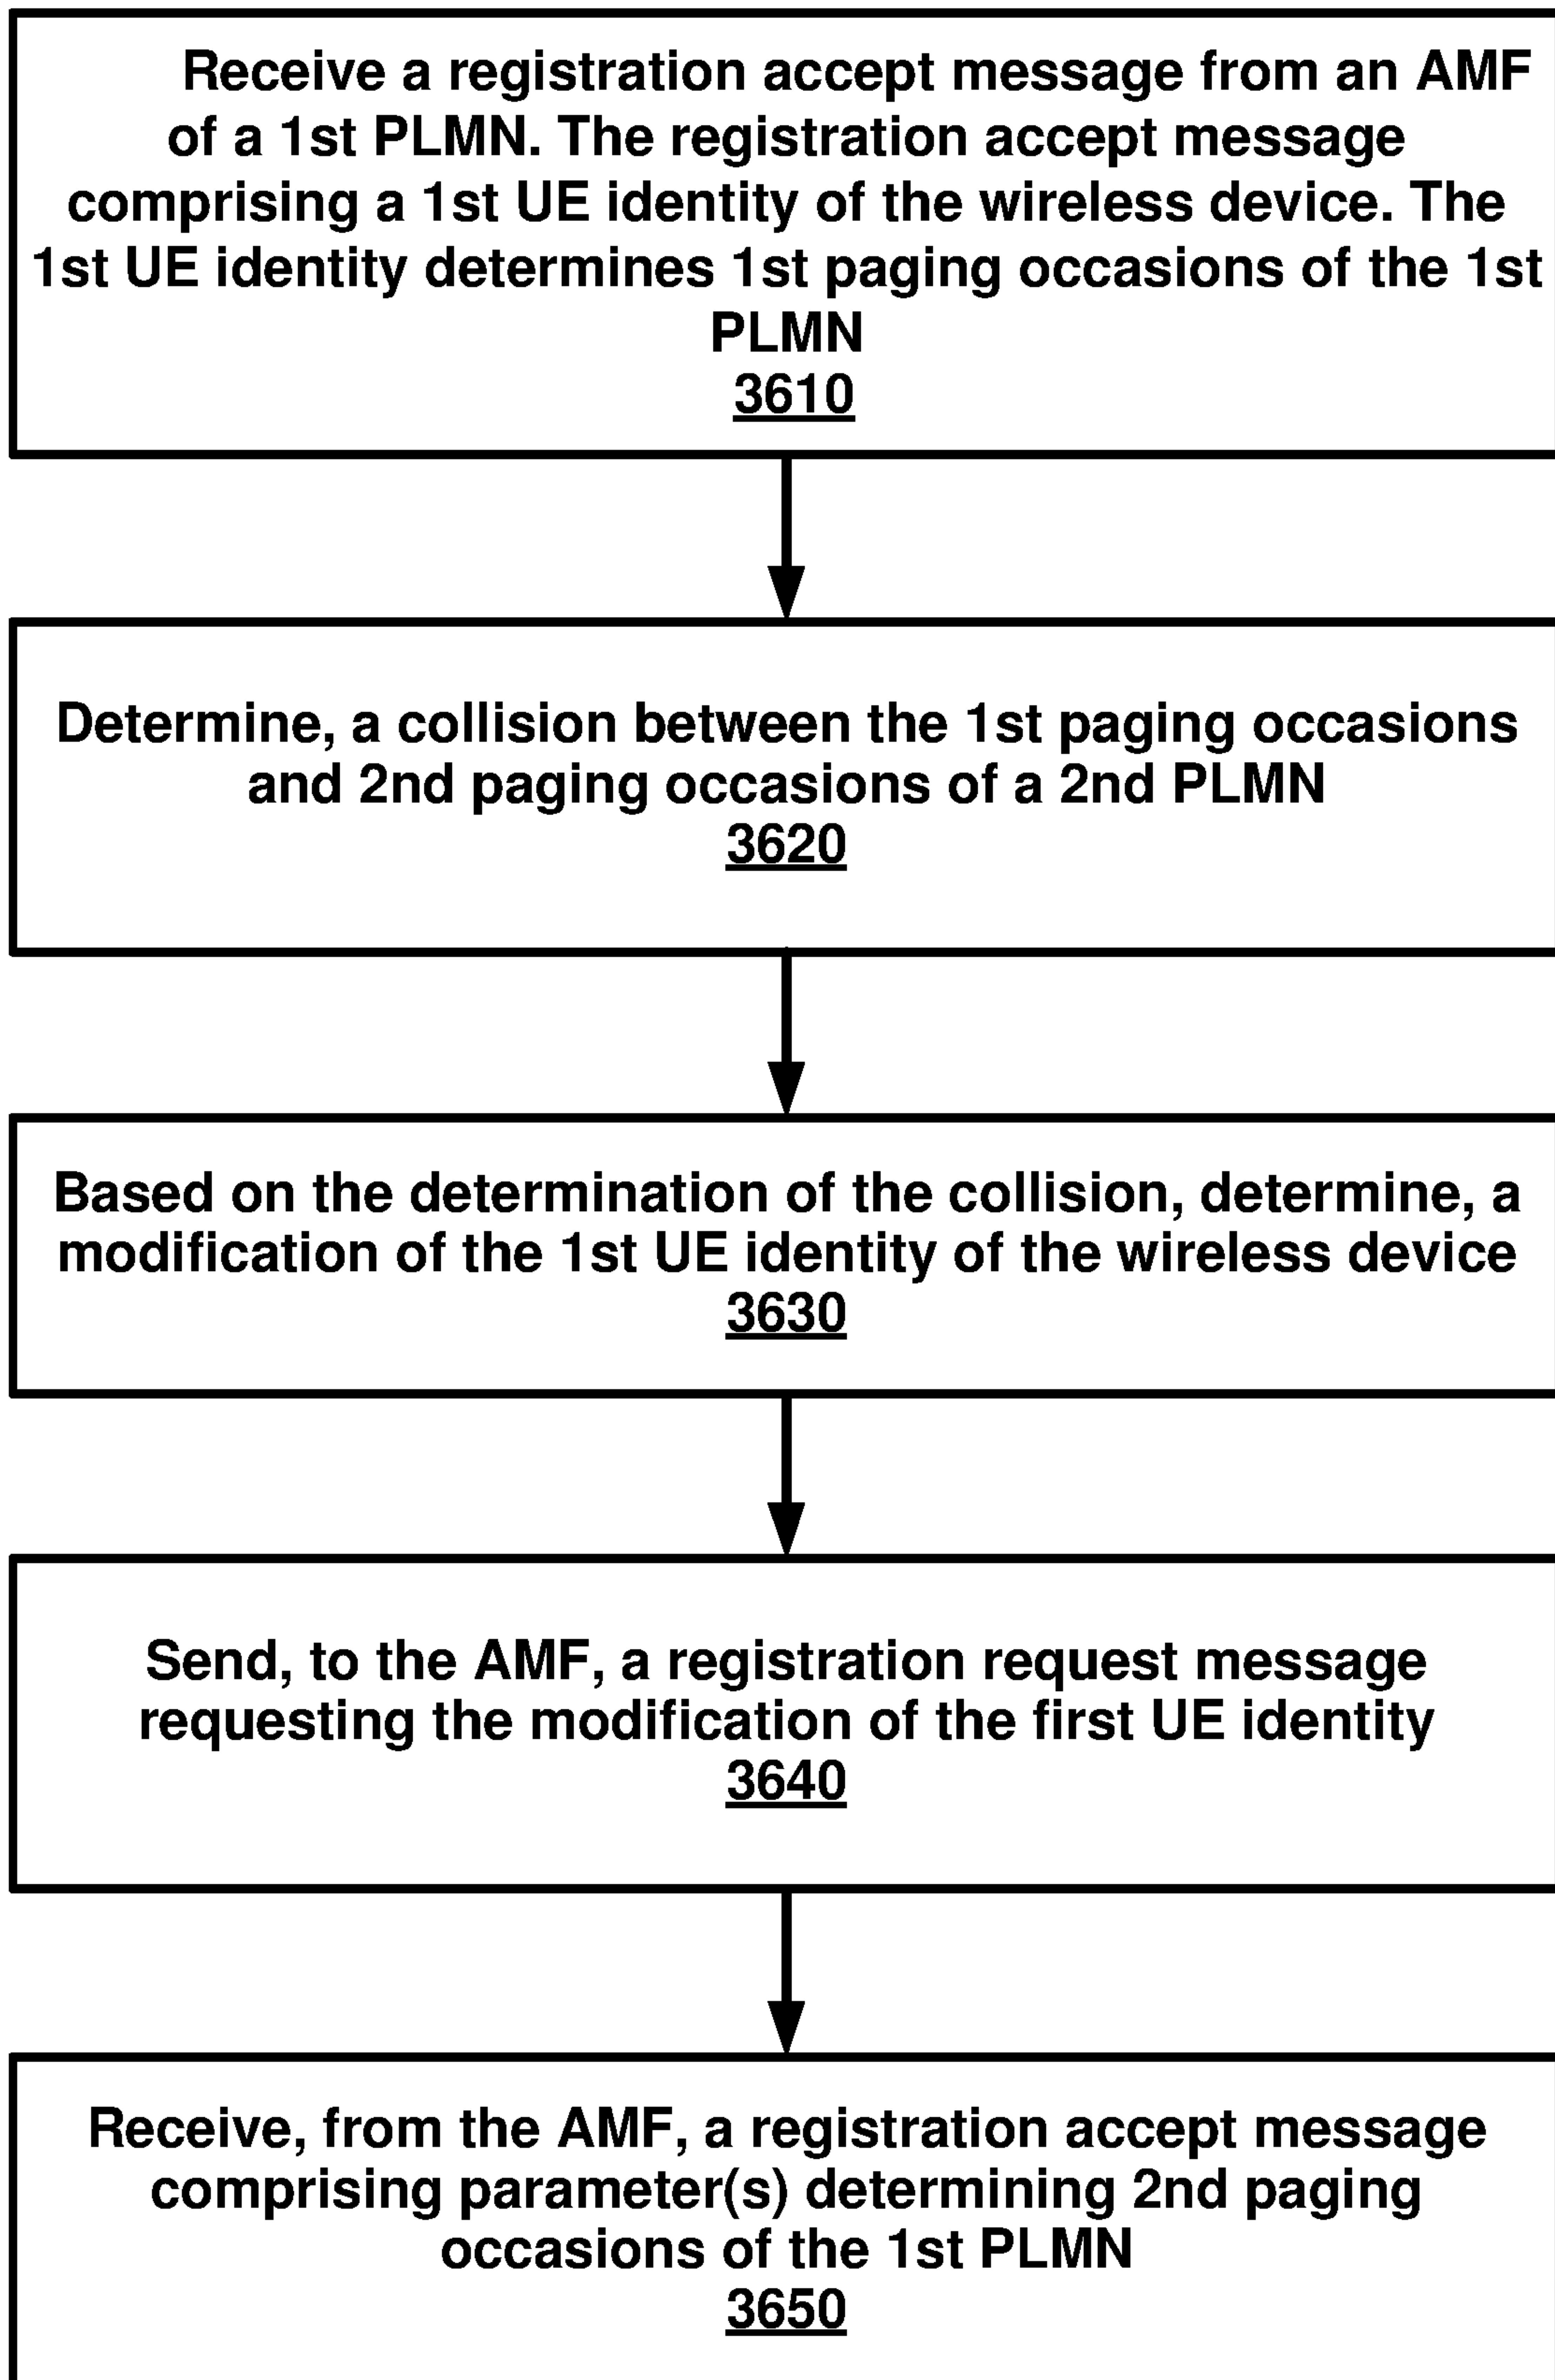 Receive a registration accept message from an AMF
of a 1st PLMN. The registration accept message
comprising a 1st UE identity of the wireless device. The
1st UE identity determines 1st paging occasions of the 1st
PLMN
3610
Determine, a collision between the 1st paging occasions
and 2nd paging occasions of a 2nd PLMN
3620
Based on the determination of the collision, determine, a
modification of the 1st UE identity of the wireless device
3630
Send, to the AMF, a registration request message
requesting the modification of the first UE identity
3640
Receive, from the AMF, a registration accept message
comprising parameter(s) determining 2nd paging
occasions of the 1st PLMN
3650